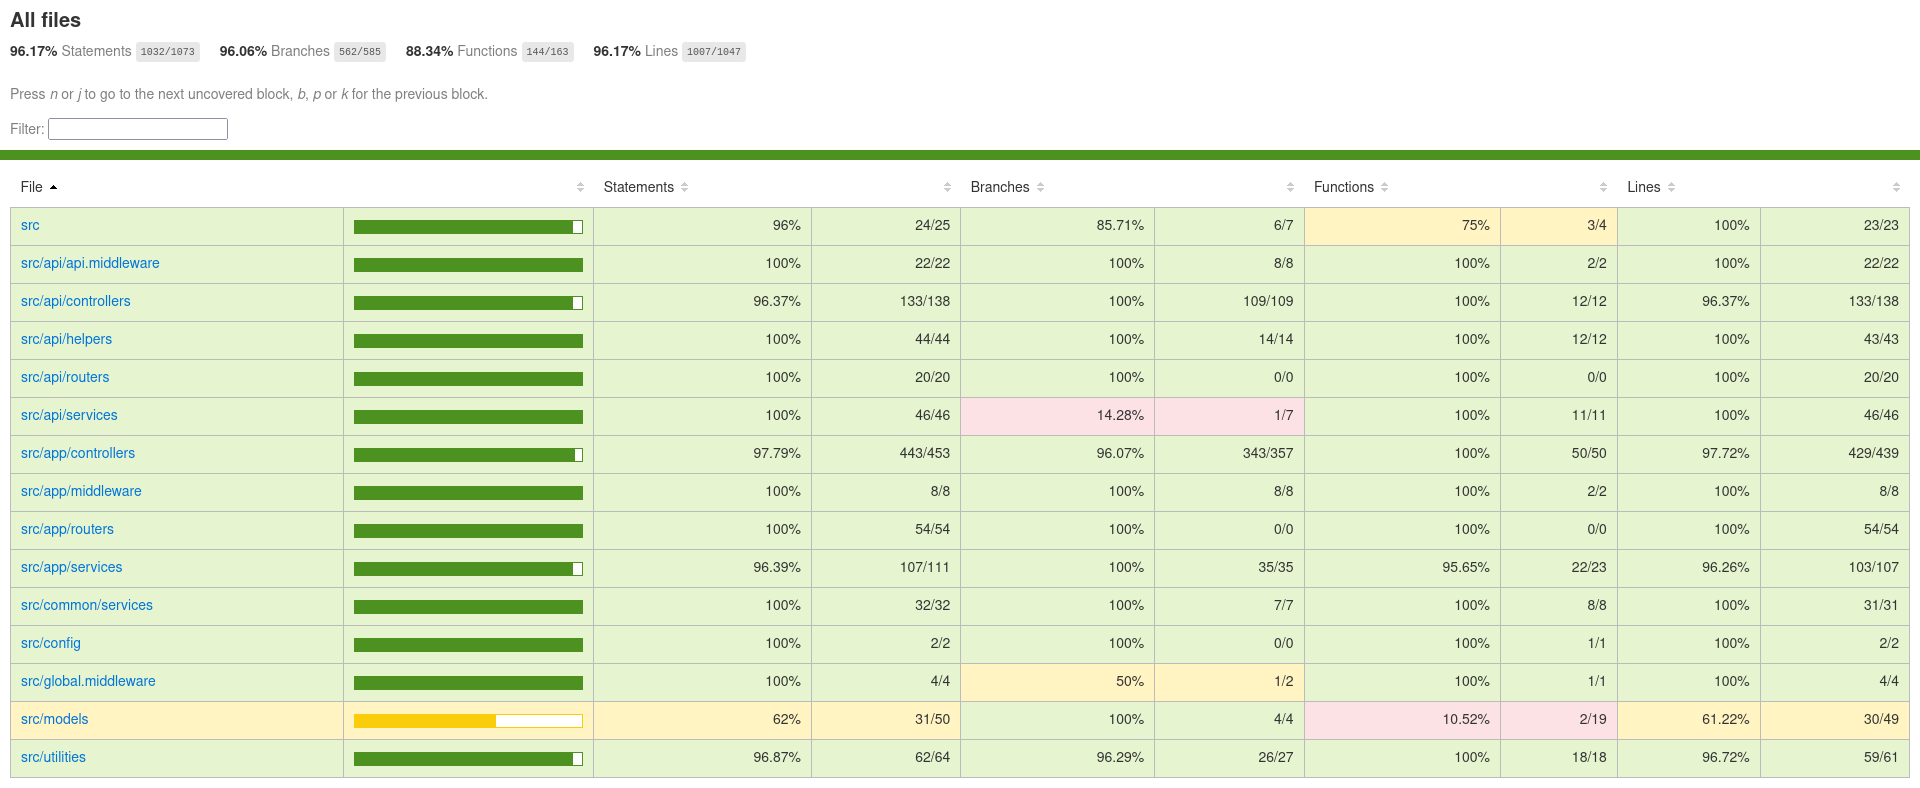 All files
96.17% Statements 1032/1073 96.06% Branches 562/585 88.34% Functions 144/163 96.17% Lines 1007/1047
Press n or j to go to the next uncovered block, b, p or k for the previous block.
Filter:
File Statements Branches Functions Lines
src 96% 24/25 85.71% 6/7 75% 3/4 100% 23/23
src/api/api.middleware 100% 22/22 100% 8/8 100% 2/2 100% 22/22
src/api/controllers 96.37% 133/138 100% 109/109 100% 12/12 96.37% 133/138
src/api/helpers 100% 44/44 100% 14/14 100% 12/12 100% 43/43
src/api/routers 100% 20/20 100% 0/0 100% 0/0 100% 20/20
src/api/services 100% 46/46 14.28% 1/7 100% 11/11 100% 46/46
src/app/controllers 97.79% 443/453 96.07% 343/357 100% 50/50 97.72% 429/439
src/app/middleware 100% 8/8 100% 8/8 100% 2/2 100% 8/8
src/app/routers 100% 54/54 100% 0/0 100% 0/0 100% 54/54
src/app/services 96.39% 107/111 100% 35/35 95.65% 22/23 96.26% 103/107
src/common/services 100% 32/32 100% 7/7 100% 8/8 100% 31/31
src/config 100% 2/2 100% 0/0 100% 1/1 100% 2/2
src/global.middleware 100% 4/4 50% 1/2 100% 1/1 100% 4/4
src/models 62% 31/50 100% 4/4 10.52% 2/19 61.22% 30/49
src/utilities 96.87% 62/64 96.29% 26/27 100% 18/18 96.72% 59/61